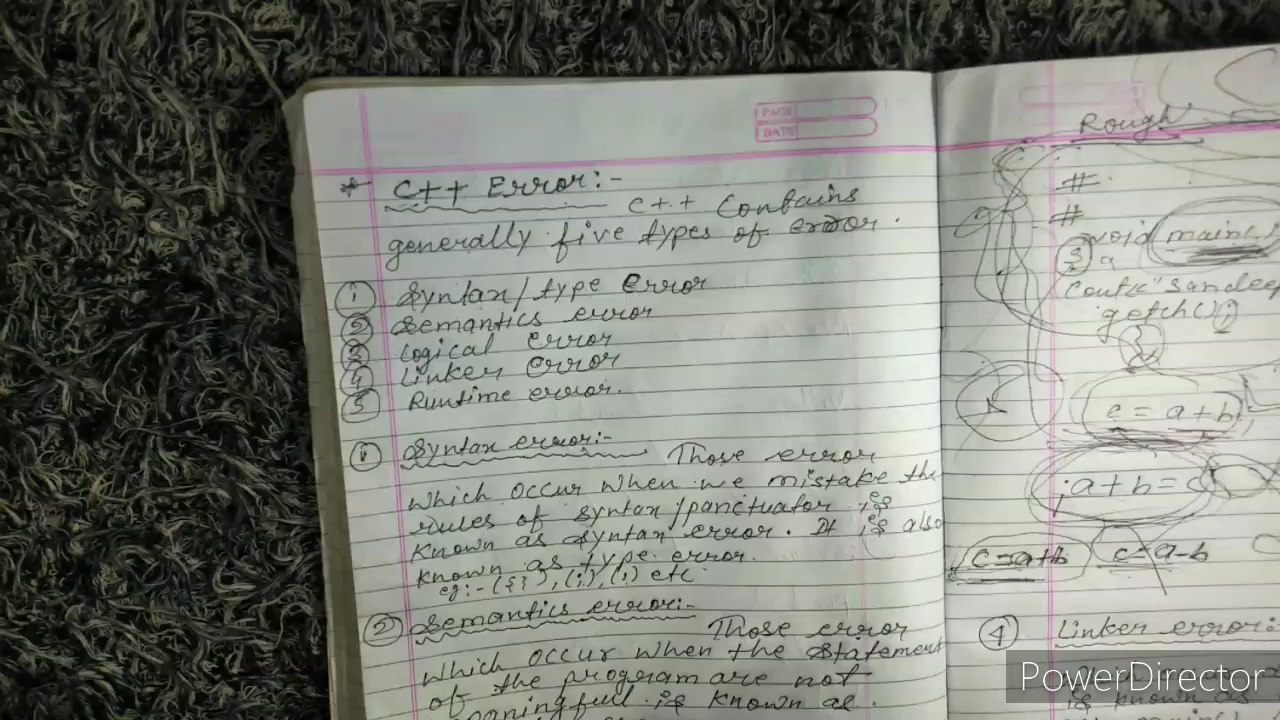 PAGE
DATE
* C++ Error:-
C++ Contains
generally five types of error.
① Syntax/type Error
② Semantics error
③ Logical error
④ Linker error
⑤ Runtime error.
① Syntax error:- Those error
which occur when we mistake the
rules of syntax/panctuator is
known as syntax error. It is also
known as type error.
eg:- ({}), (;), (,) etc
② Semantics error:-
Those error
which occur when the statement
of the program are not
is known as
Rough
#
#
void main()
3
Cout<<"Sandeep
getch();
}
c = a+b
;a+b=c
c=a+b c=a-b
④ Linker error:-
is known as
PowerDirector